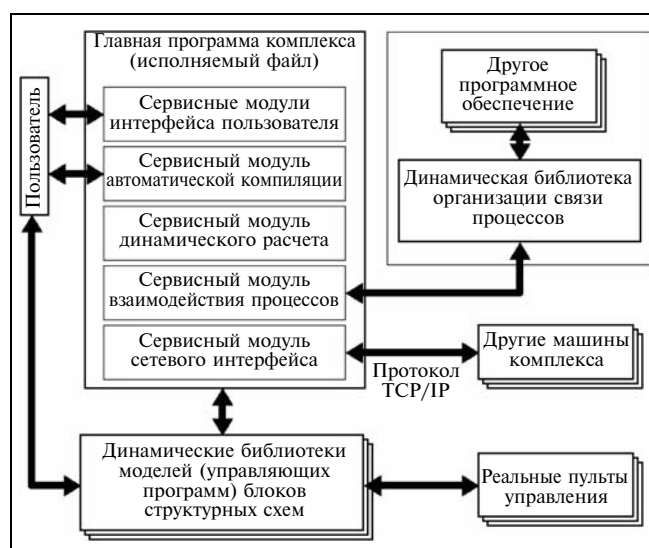 Главная программа комплекса
(исполняемый файл)
Пользователь
Сервисные модули
интерфейса пользователя
Сервисный модуль
автоматической компиляции
Сервисный модуль
динамического расчета
Сервисный модуль
взаимодействия процессов
Сервисный модуль
сетевого интерфейса
Другое
программное
обеспечение
Динамическая библиотека
организации связи
процессов
Протокол
TCP/IP
Другие машины
комплекса
Динамические библиотеки
моделей (управляющих
программ) блоков
структурных схем
Реальные пульты
управления